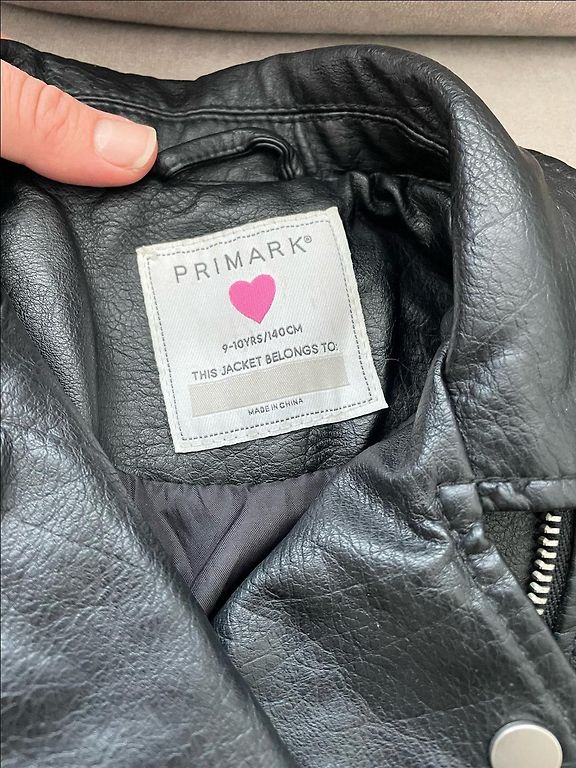 PRIMARK®
9-10YRS/140CM
THIS JACKET BELONGS TO:
MADE IN CHINA